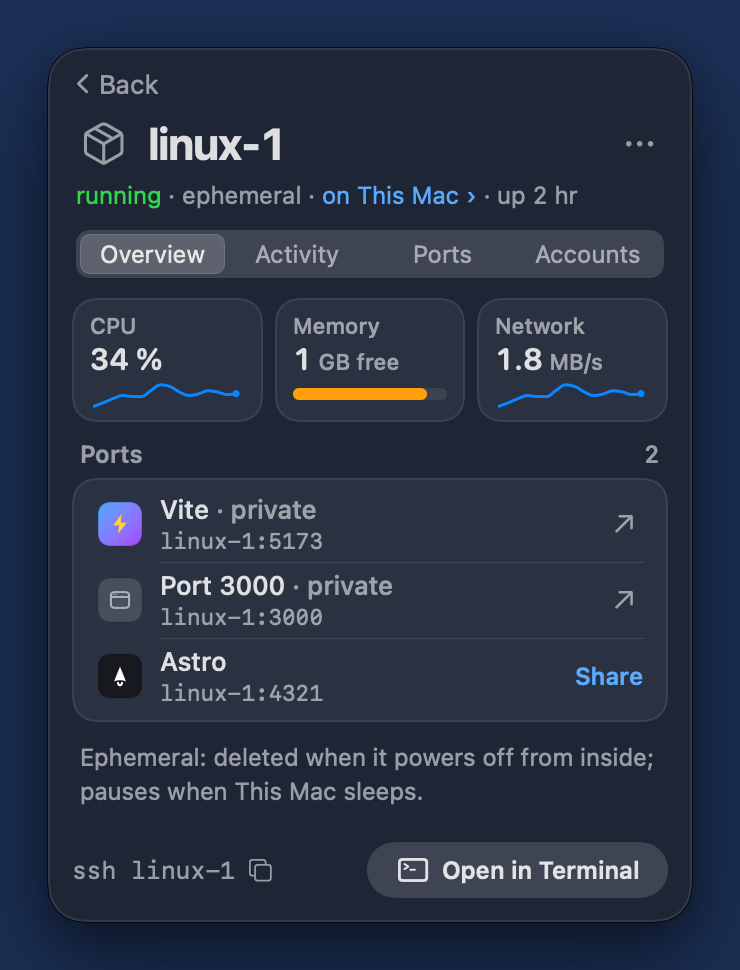 Back
linux-1
running · ephemeral · on This Mac › · up 2 hr
Overview Activity Ports Accounts
CPU Memory Network
34 % 1 GB free 1.8 MB/s
Ports 2
Vite · private
linux-1:5173
Port 3000 · private
linux-1:3000
Astro
linux-1:4321
Share
Ephemeral: deleted when it powers off from inside;
pauses when This Mac sleeps.
ssh linux-1 Open in Terminal